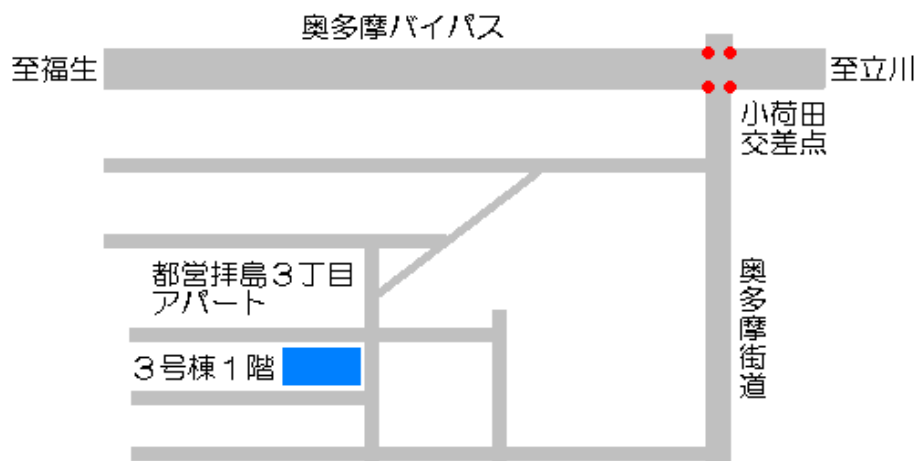 奥多摩バイパス
至福生
至立川
小荷田
交差点
都営拝島３丁目
アパート
奥多摩街道
３号棟１階